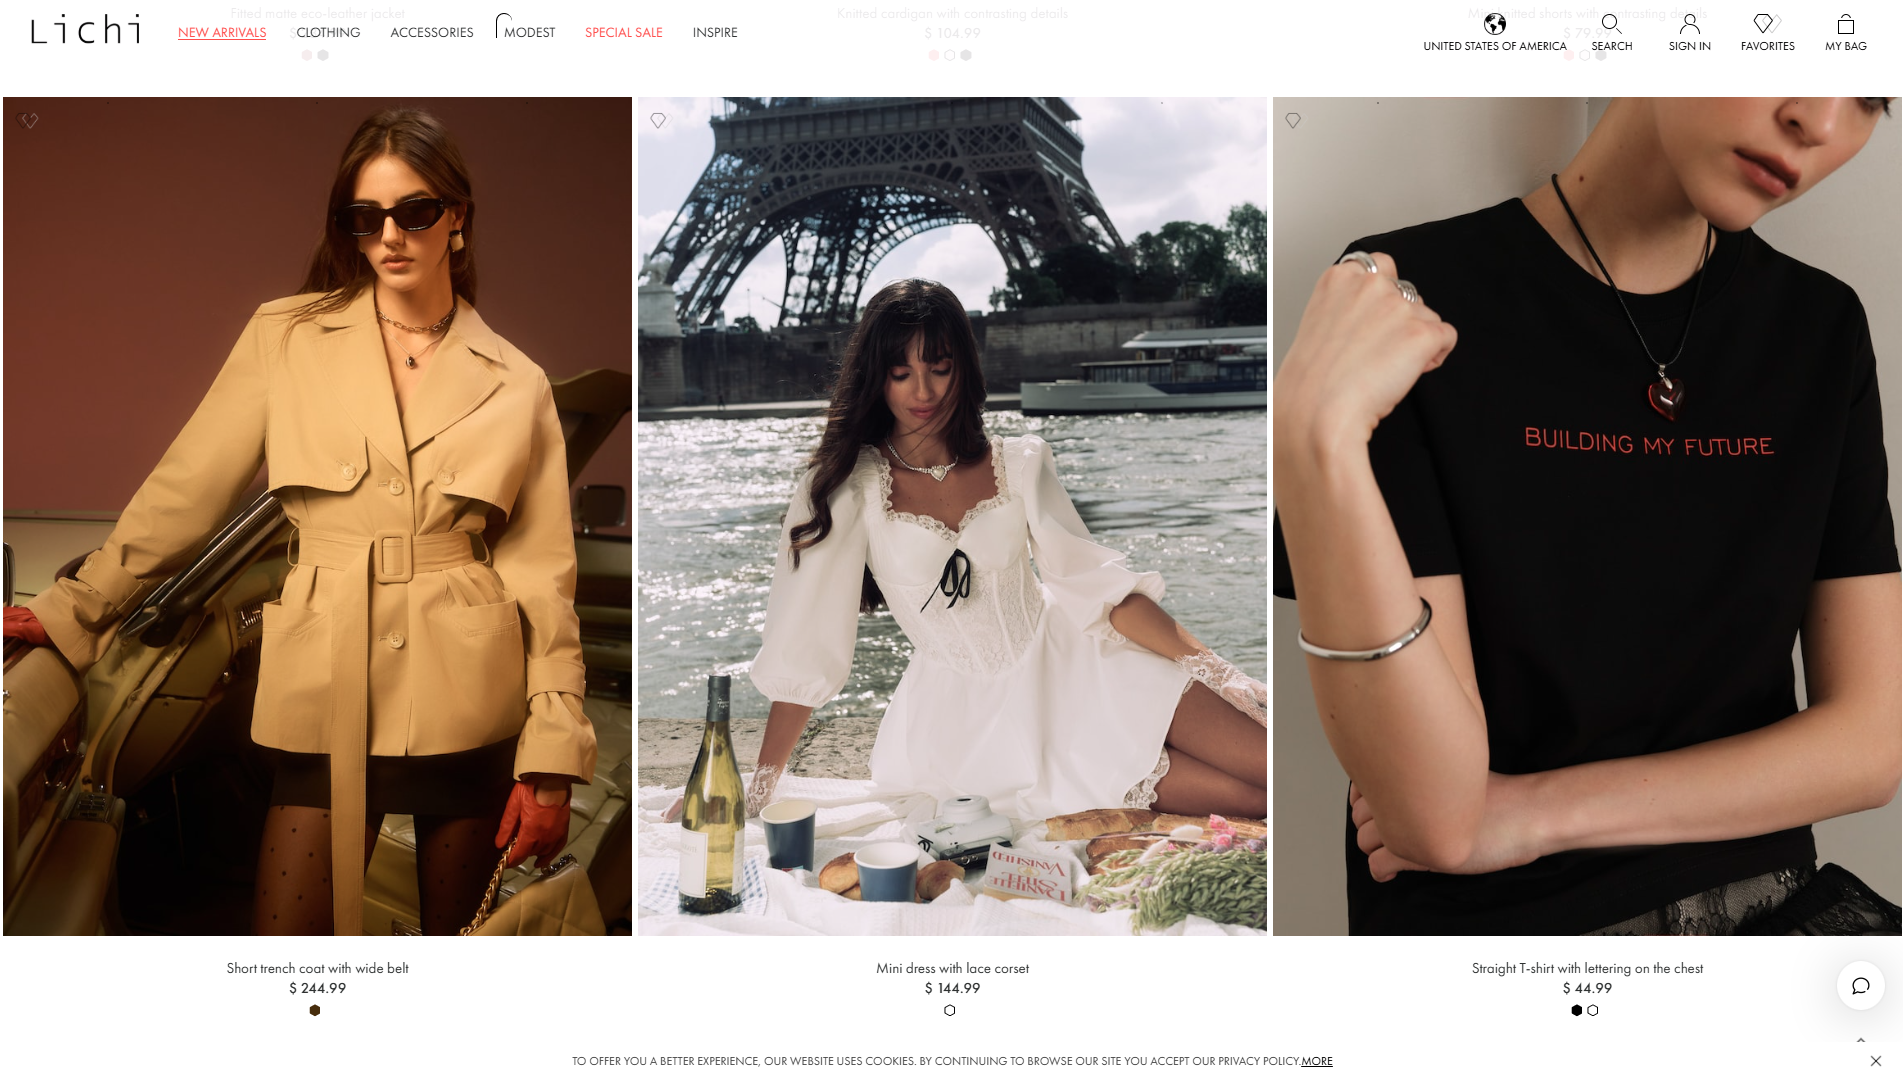 Fitted matte eco-leather jacket
Knitted cardigan with contrasting details
$ 104.99
Mini knitted shorts with contrasting details
$ 79.99
Lichi
NEW ARRIVALS
CLOTHING
ACCESSORIES
MODEST
SPECIAL SALE
INSPIRE
UNITED STATES OF AMERICA
SEARCH
SIGN IN
FAVORITES
MY BAG
BUILDING MY FUTURE
Short trench coat with wide belt
$ 244.99
Mini dress with lace corset
$ 144.99
Straight T-shirt with lettering on the chest
$ 44.99
TO OFFER YOU A BETTER EXPERIENCE, OUR WEBSITE USES COOKIES. BY CONTINUING TO BROWSE OUR SITE YOU ACCEPT OUR PRIVACY POLICY.MORE